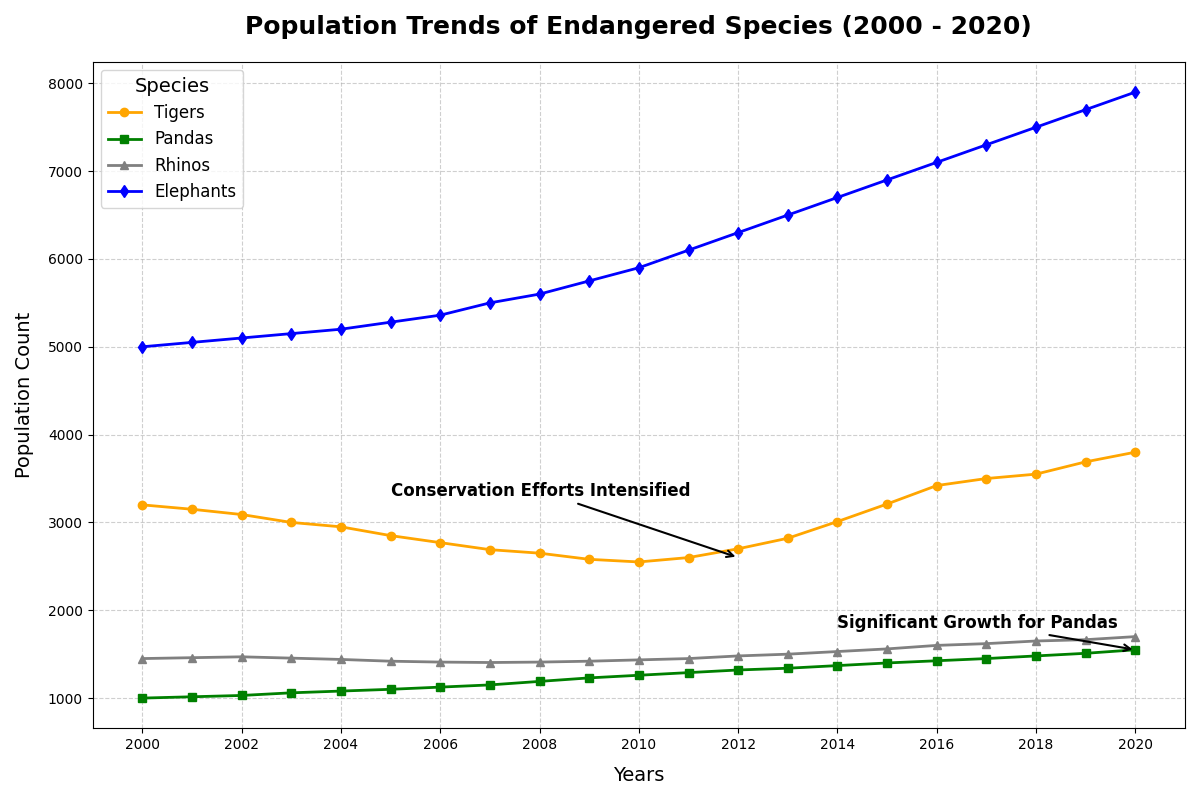 Population Trends of Endangered Species (2000 - 2020)
Species
Tigers
Pandas
Rhinos
Elephants
Population Count
8000
7000
6000
5000
4000
3000
2000
1000
Conservation Efforts Intensified
Significant Growth for Pandas
2000 2002 2004 2006 2008 2010 2012 2014 2016 2018 2020
Years